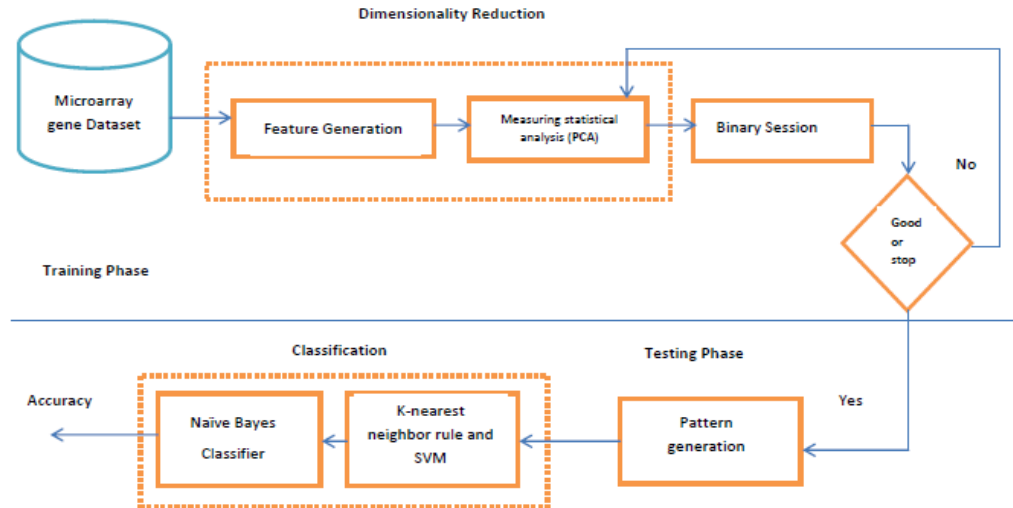 Dimensionality Reduction
Microarray
gene Dataset
Feature Generation
Measuring statistical
analysis (PCA)
Binary Session
No
Good
or
stop
Training Phase
Classification
Testing Phase
Accuracy
Naïve Bayes
Classifier
K-nearest
neighbor rule and
SVM
Pattern
generation
Yes